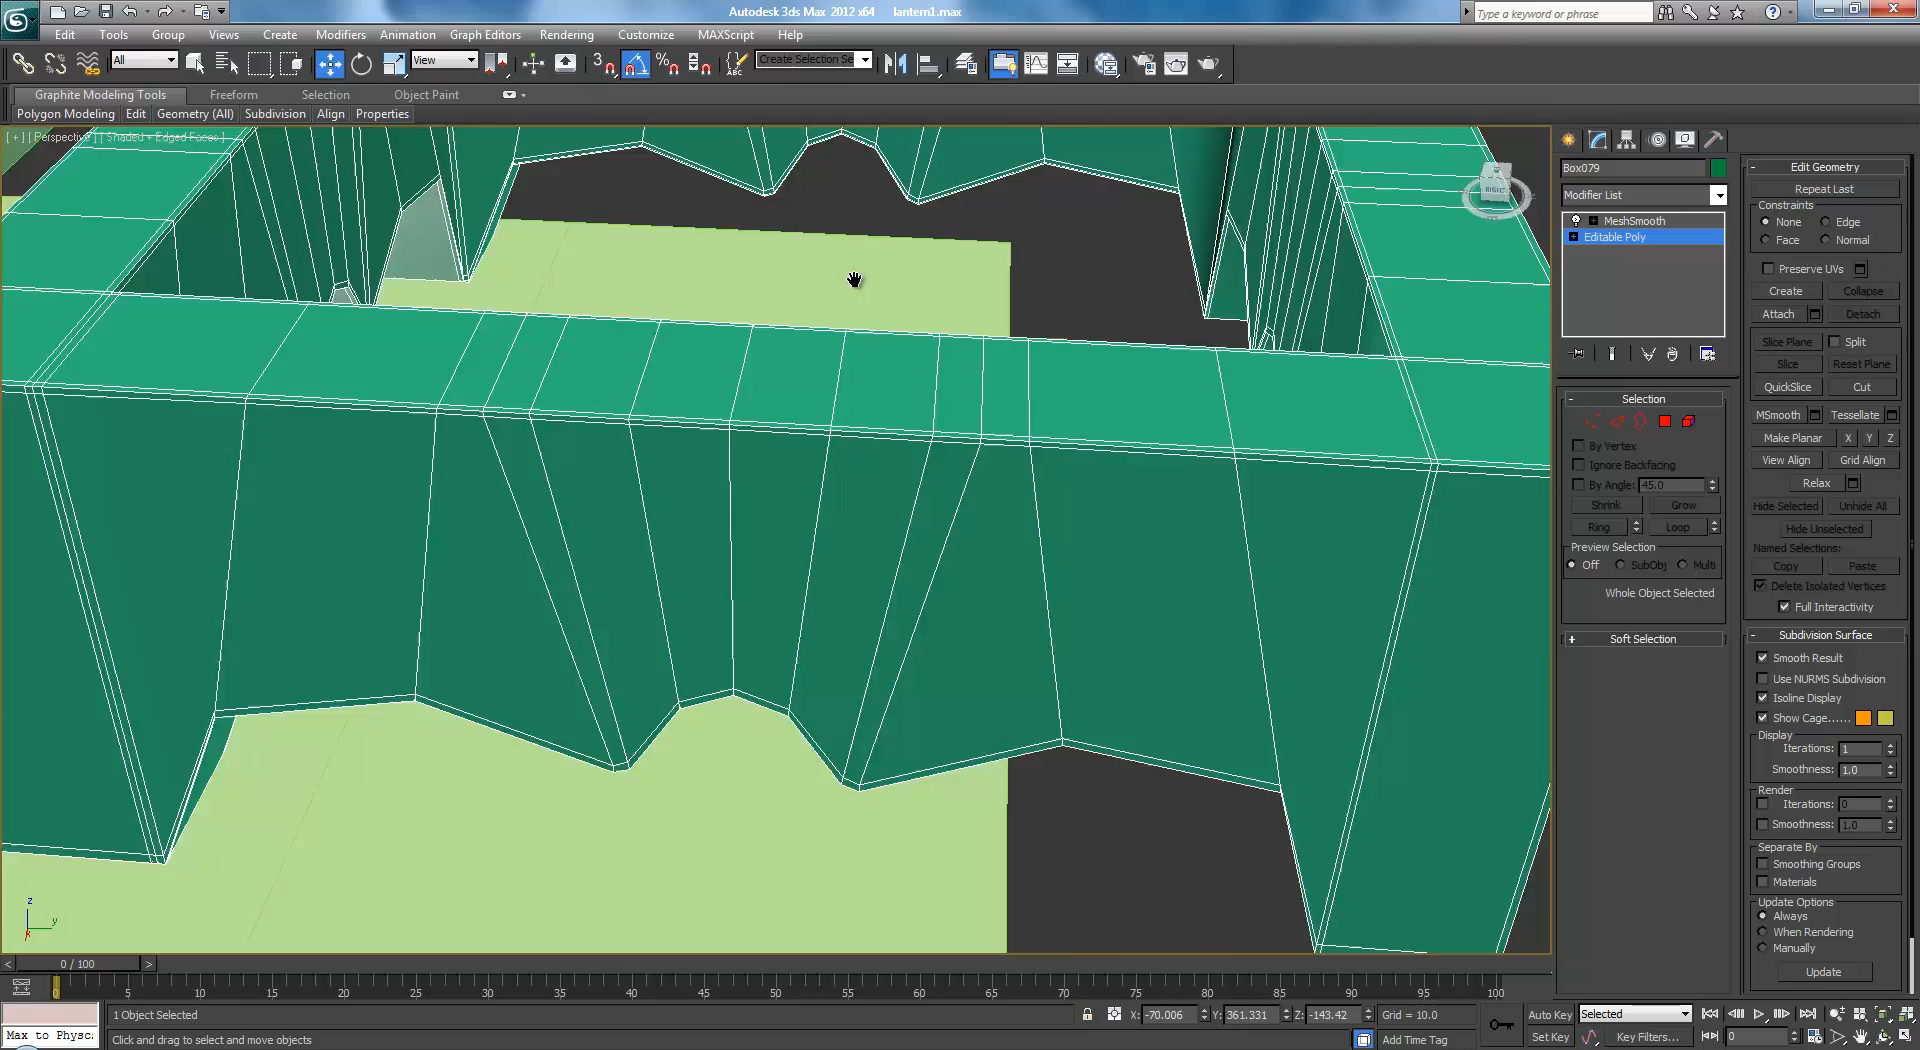 Autodesk 3ds Max 2012 x64 lantern1.max
Type a keyword or phrase
Edit Tools Group Views Create Modifiers Animation Graph Editors Rendering Customize MAXScript Help
All View Create Selection Se
Graphite Modeling Tools Freeform Selection Object Paint
Polygon Modeling Edit Geometry (All) Subdivision Align Properties
[ + ] [ Perspective ] [ Shaded + Edged Faces ]
RIGHT
Box079
Modifier List
MeshSmooth
Editable Poly
Selection
By Vertex
Ignore Backfacing
By Angle: 45.0
Shrink Grow
Ring Loop
Preview Selection
Off SubObj Multi
Whole Object Selected
Soft Selection
Edit Geometry
Repeat Last
Constraints
None Edge
Face Normal
Preserve UVs
Create Collapse
Attach Detach
Slice Plane Split
Slice Reset Plane
QuickSlice Cut
MSmooth Tessellate
Make Planar X Y Z
View Align Grid Align
Relax
Hide Selected Unhide All
Hide Unselected
Named Selections:
Copy Paste
Delete Isolated Vertices
Full Interactivity
Subdivision Surface
Smooth Result
Use NURMS Subdivision
Isoline Display
Show Cage......
Display
Iterations: 1
Smoothness: 1.0
Render
Iterations: 0
Smoothness: 1.0
Separate By
Smoothing Groups
Materials
Update Options
Always
When Rendering
Manually
Update
z
y
< 0 / 100 >
0 5 10 15 20 25 30 35 40 45 50 55 60 65 70 75 80 85 90 95 100
1 Object Selected X: -70.006 Y: 361.331 Z: -143.42 Grid = 10.0 Auto Key Selected
Max to Physc Click and drag to select and move objects Add Time Tag Set Key Key Filters... 0